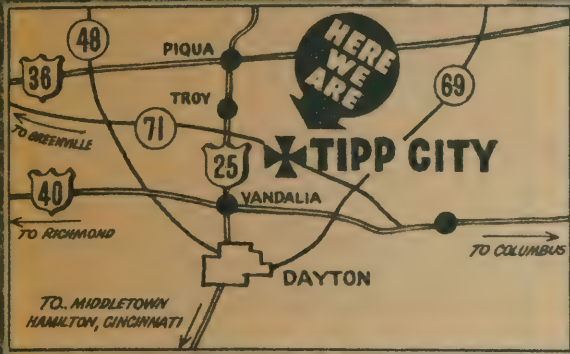 48
PIQUA
HERE
WE
ARE
36
69
TROY
TO GREENVILLE
71
25
TIPP CITY
40
VANDALIA
TO RICHMOND
TO COLUMBUS
DAYTON
TO.. MIDDLETOWN
HAMILTON, CINCINNATI